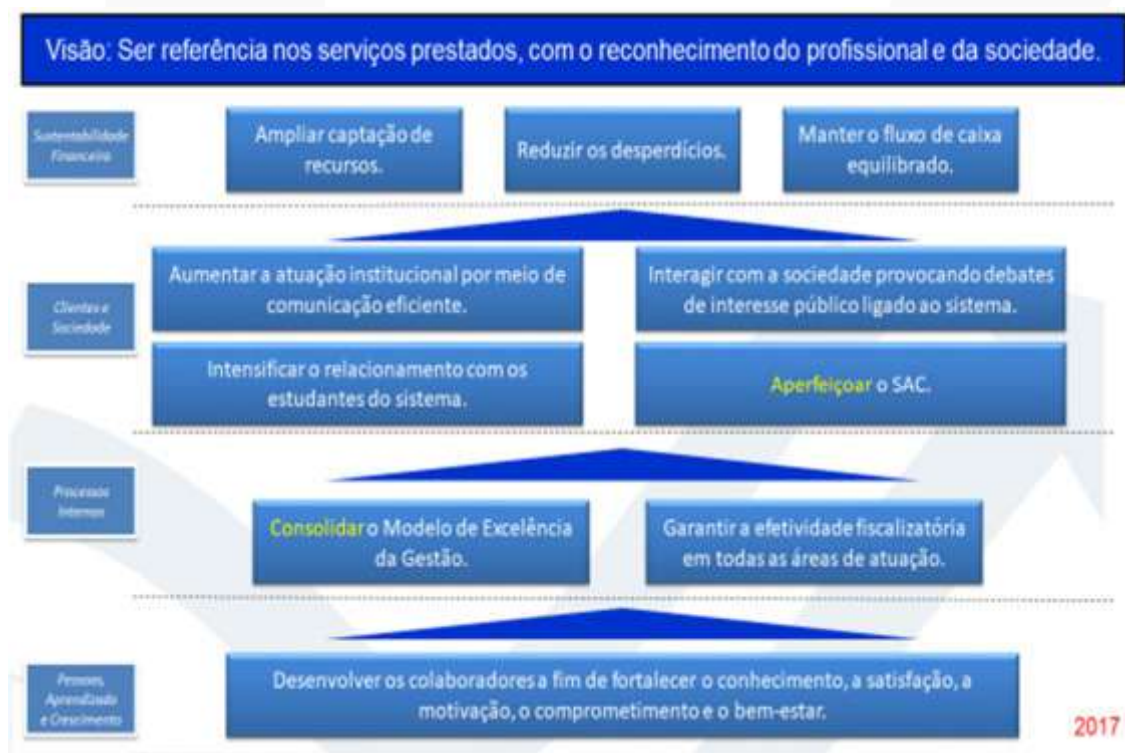 Visão: Ser referência nos serviços prestados, com o reconhecimento do profissional e da sociedade.
Sustentabilidade
Financeira
Ampliar captação de
recursos.
Reduzir os desperdícios.
Manter o fluxo de caixa
equilibrado.
Clientes e
Sociedade
Aumentar a atuação institucional por meio de
comunicação eficiente.
Interagir com a sociedade provocando debates
de interesse público ligado ao sistema.
Intensificar o relacionamento com os
estudantes do sistema.
Aperfeiçoar o SAC.
Processos
Internos
Consolidar o Modelo de Excelência
da Gestão.
Garantir a efetividade fiscalizatória
em todas as áreas de atuação.
Pessoas,
Aprendizado
e Crescimento
Desenvolver os colaboradores a fim de fortalecer o conhecimento, a satisfação, a
motivação, o comprometimento e o bem-estar.
2017